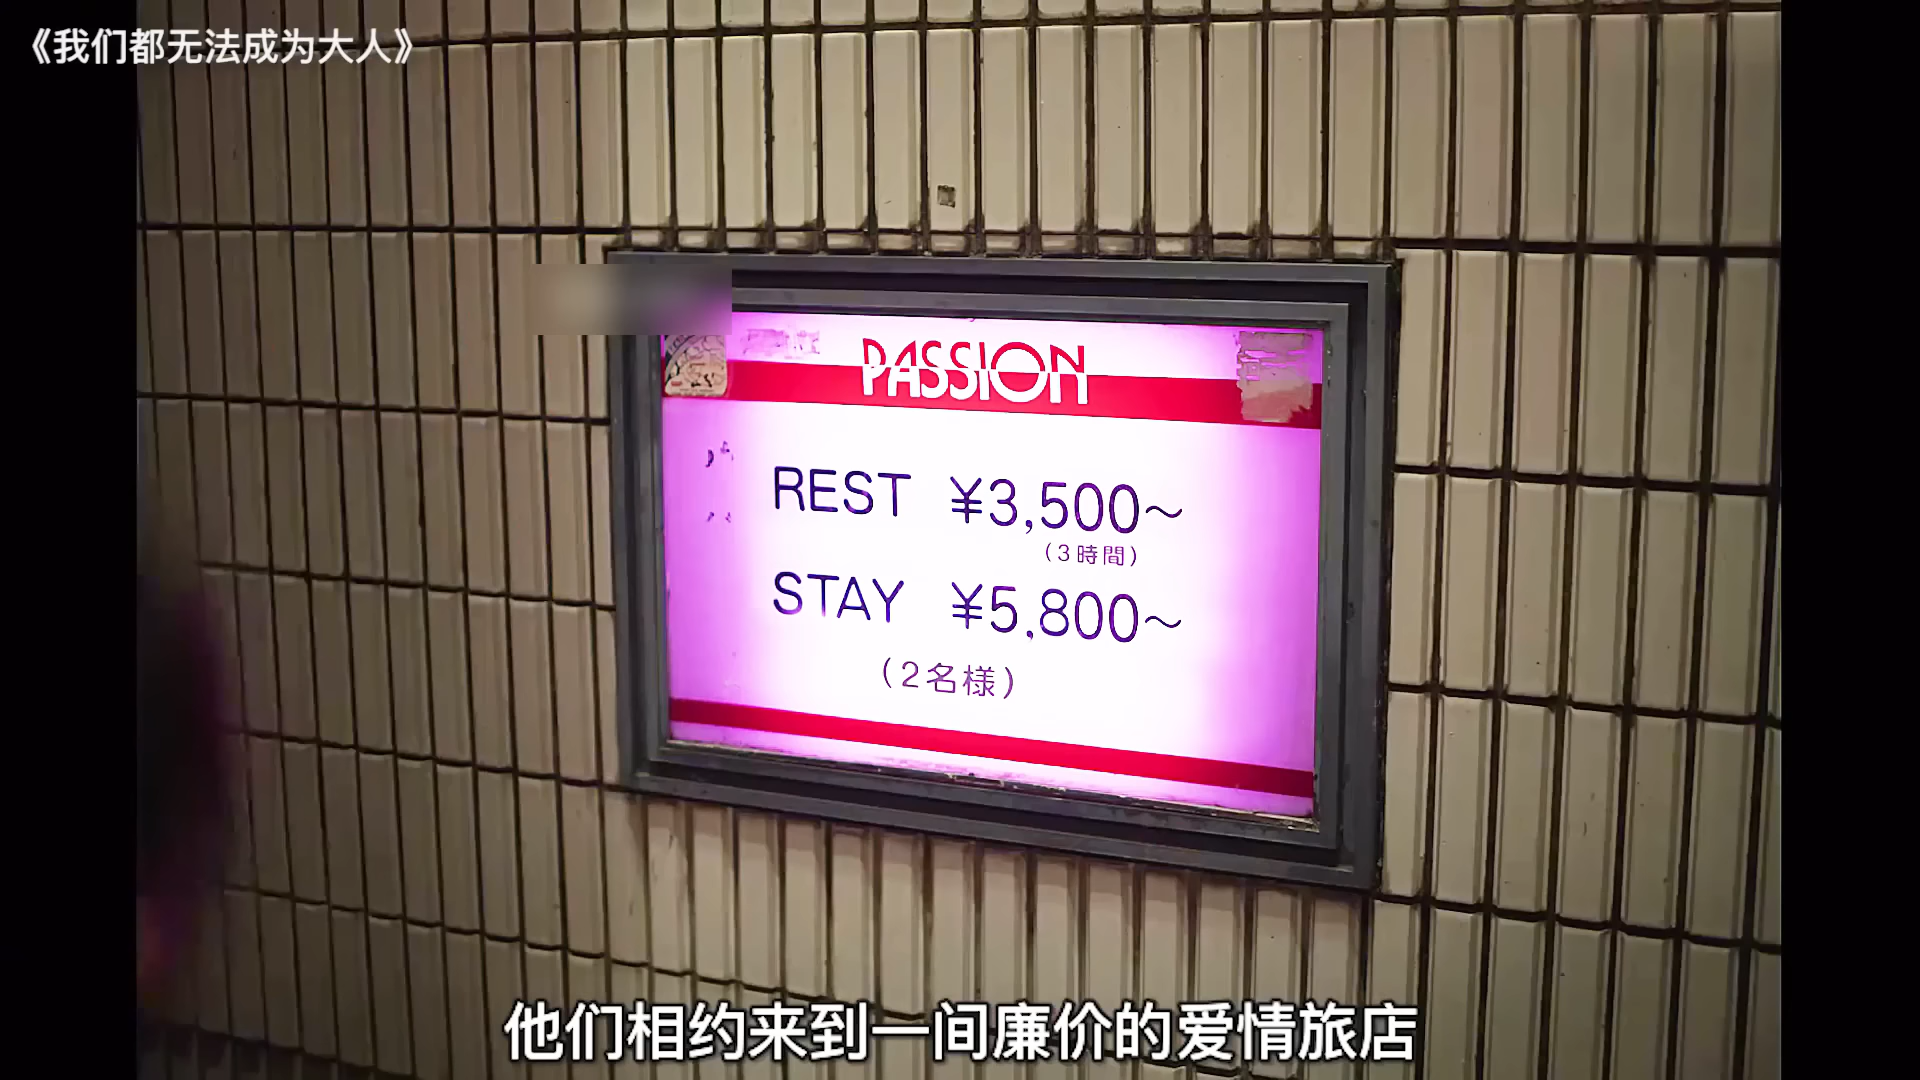 《我们都无法成为大人》
PASSION
REST ¥3,500~
(3時間)
STAY ¥5,800~
(2名様)
他们相约来到一间廉价的爱情旅店